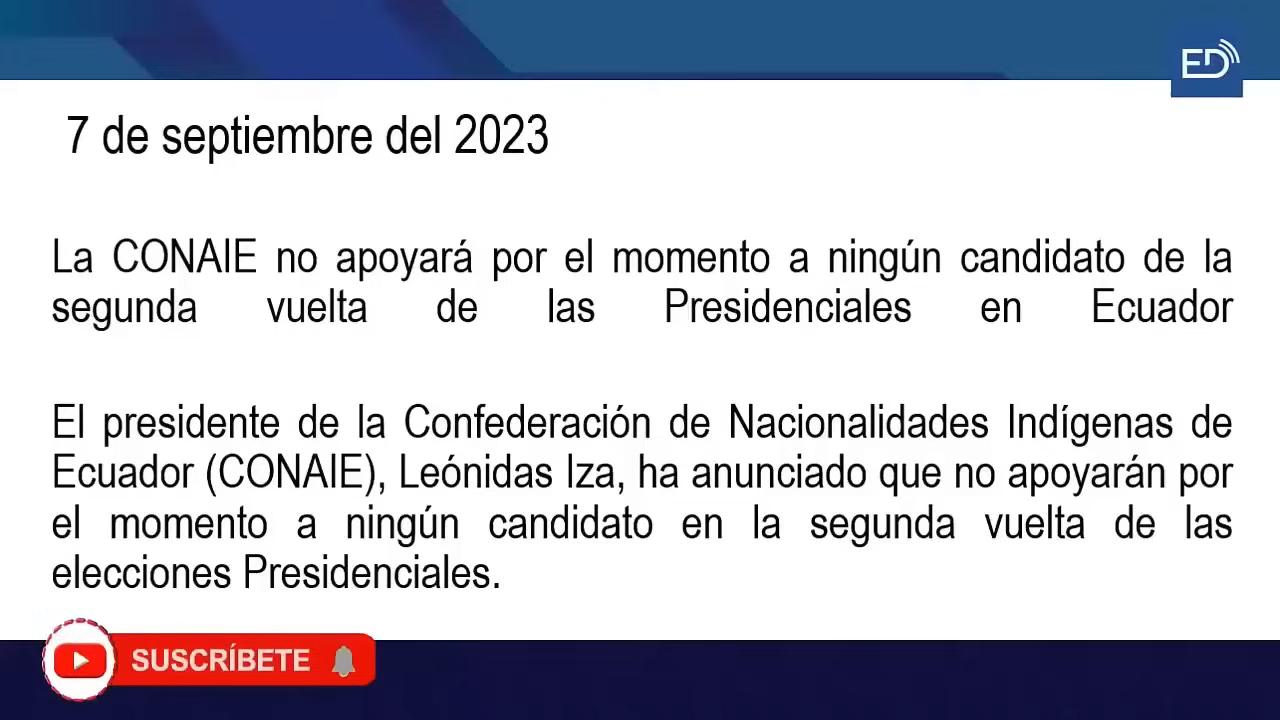 ED
7 de septiembre del 2023
La CONAIE no apoyará por el momento a ningún candidato de la
segunda vuelta de las Presidenciales en Ecuador
El presidente de la Confederación de Nacionalidades Indígenas de
Ecuador (CONAIE), Leónidas Iza, ha anunciado que no apoyarán por
el momento a ningún candidato en la segunda vuelta de las
elecciones Presidenciales.
SUSCRÍBETE